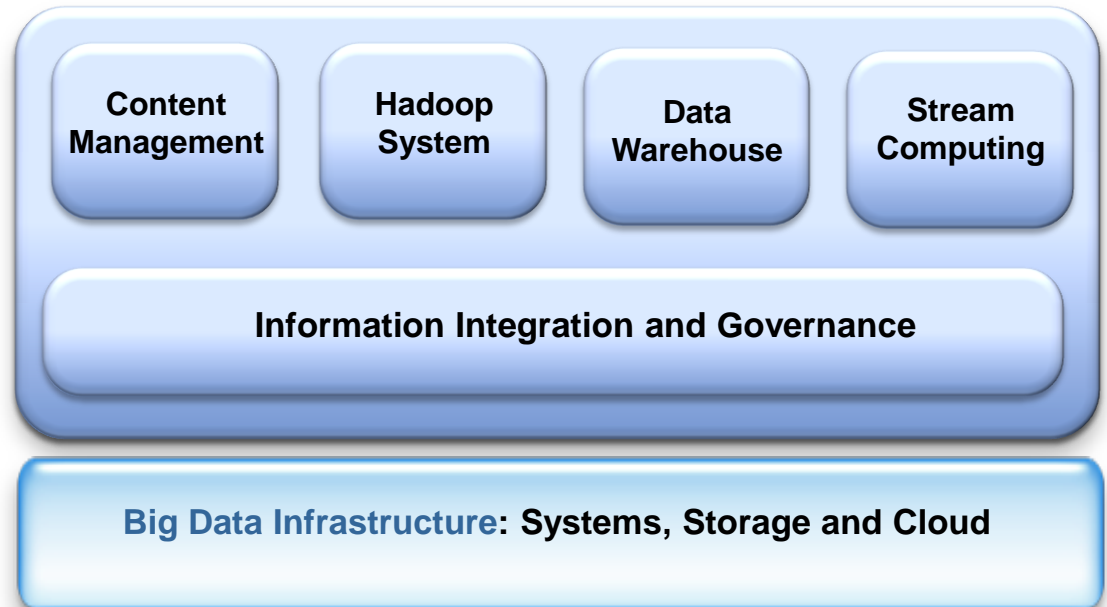 Content
Management
Hadoop
System
Data
Warehouse
Stream
Computing
Information Integration and Governance
Big Data Infrastructure: Systems, Storage and Cloud